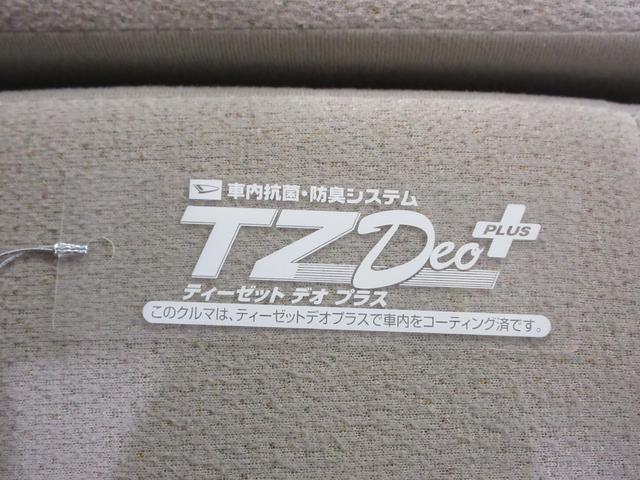 車内抗菌・防臭システム
TZ Deo PLUS
ティーゼット デオ プラス
このクルマは、ティーゼットデオプラスで車内をコーティング済です。